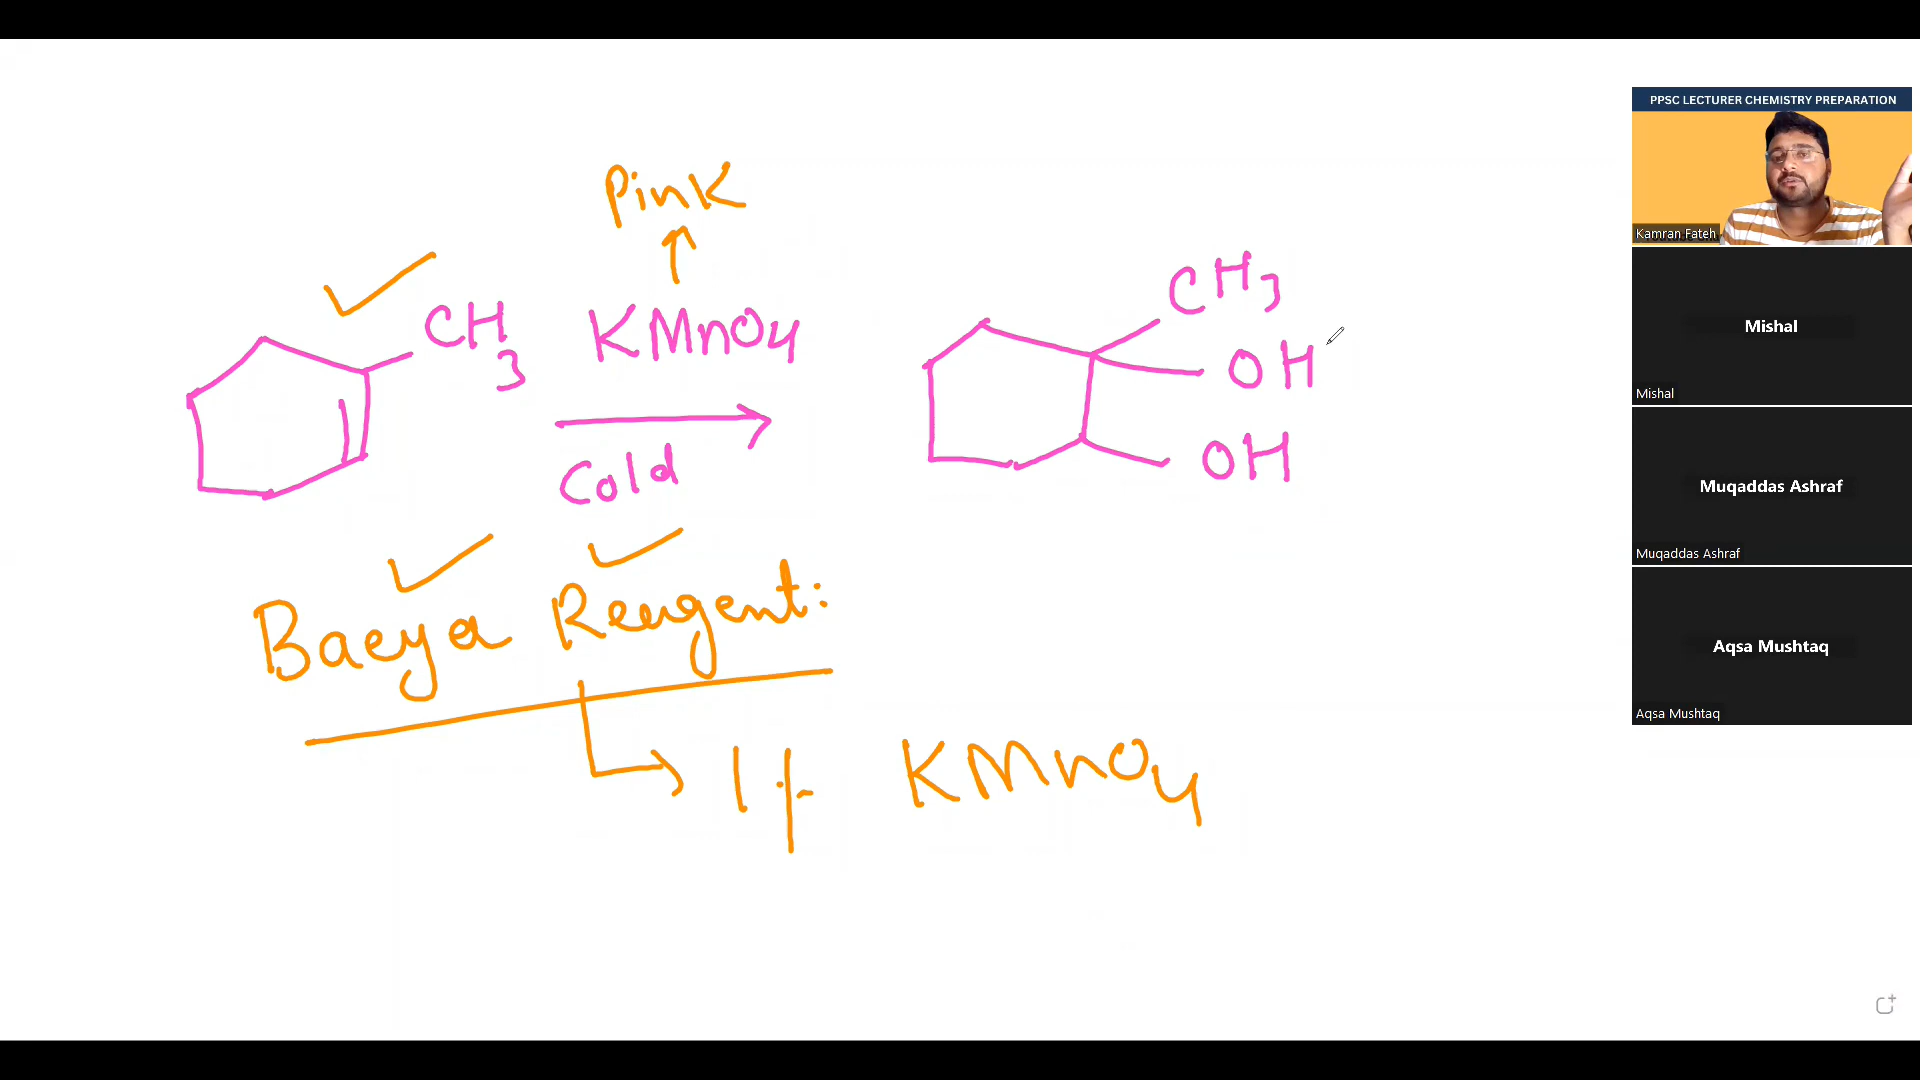 PPSC LECTURER CHEMISTRY PREPARATION
Pink
CH3
KMnO4
Cold
CH3
OH
OH
Baeya Reagent:
1 %
KMnO4
Kamran Fateh
Mishal
Mishal
Muqaddas Ashraf
Muqaddas Ashraf
Aqsa Mushtaq
Aqsa Mushtaq